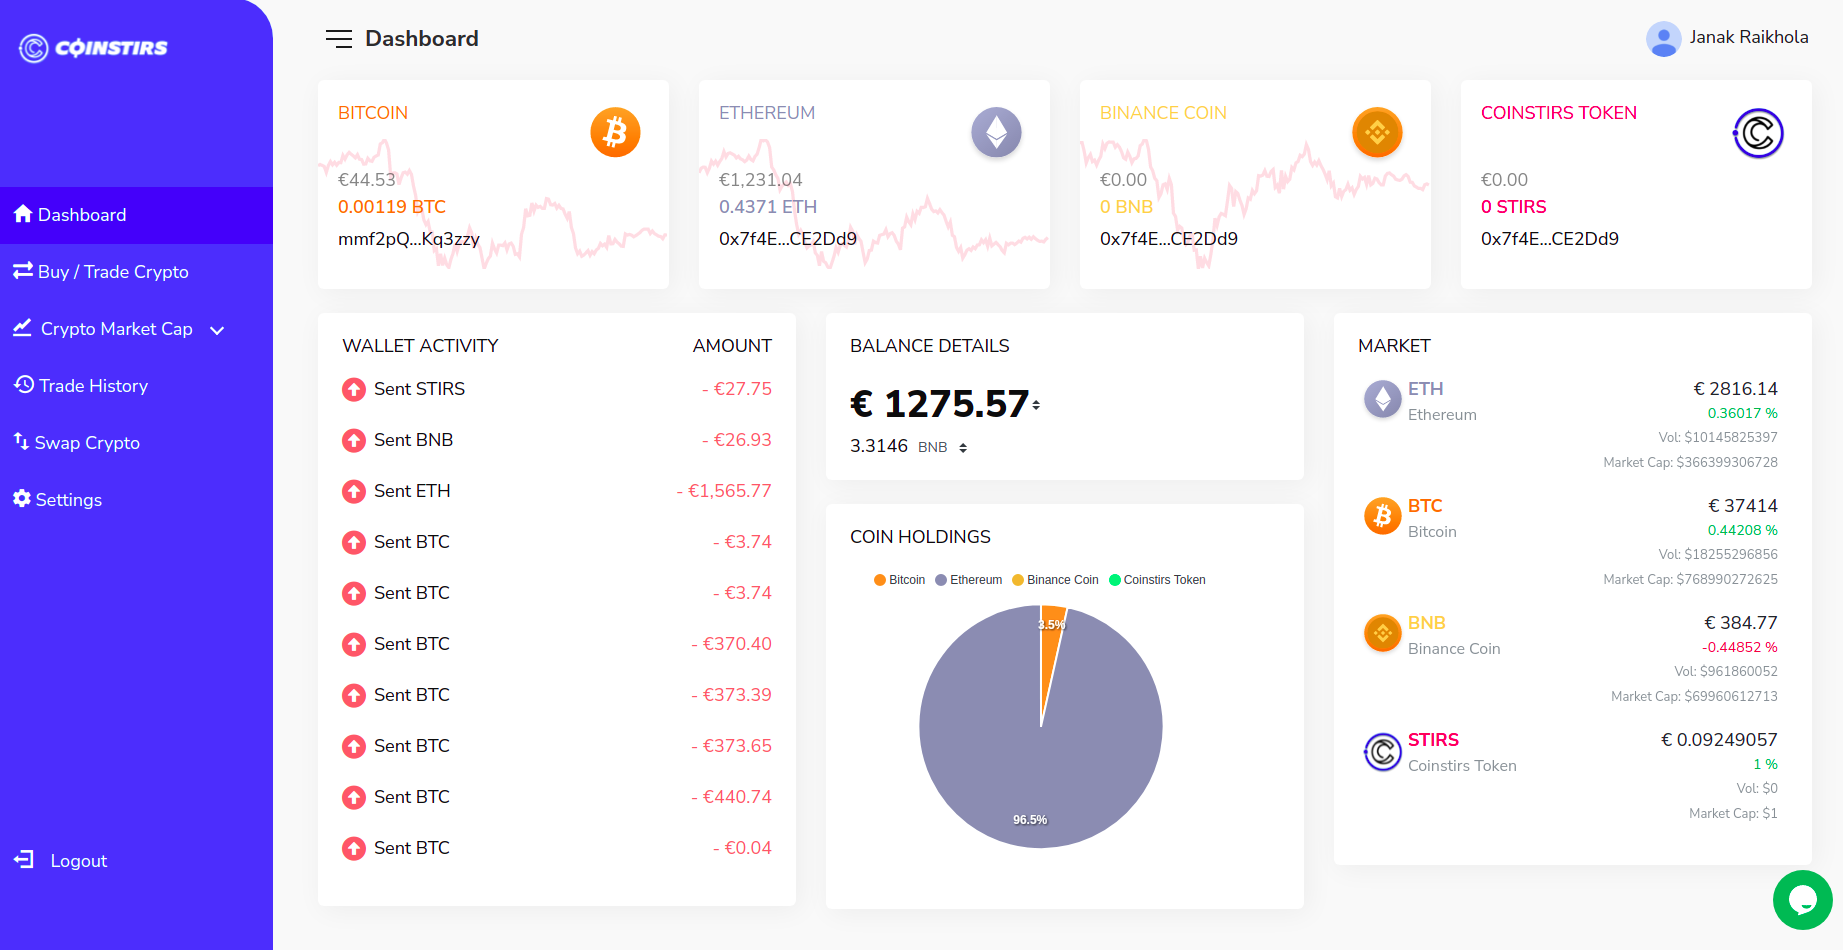 COINSTIRS
Dashboard
Buy / Trade Crypto
Crypto Market Cap
Trade History
Swap Crypto
Settings
Logout
Dashboard
Janak Raikhola
BITCOIN
€44.53
0.00119 BTC
mmf2pQ...Kq3zzy
ETHEREUM
€1,231.04
0.4371 ETH
0x7f4E...CE2Dd9
BINANCE COIN
€0.00
0 BNB
0x7f4E...CE2Dd9
COINSTIRS TOKEN
€0.00
0 STIRS
0x7f4E...CE2Dd9
WALLET ACTIVITY AMOUNT
Sent STIRS - €27.75
Sent BNB - €26.93
Sent ETH - €1,565.77
Sent BTC - €3.74
Sent BTC - €3.74
Sent BTC - €370.40
Sent BTC - €373.39
Sent BTC - €373.65
Sent BTC - €440.74
Sent BTC - €0.04
BALANCE DETAILS
€ 1275.57
3.3146 BNB
COIN HOLDINGS
Bitcoin Ethereum Binance Coin Coinstirs Token
3.5%
96.5%
MARKET
ETH € 2816.14
Ethereum 0.36017 %
Vol: $10145825397
Market Cap: $366399306728
BTC € 37414
Bitcoin 0.44208 %
Vol: $18255296856
Market Cap: $768990272625
BNB € 384.77
Binance Coin -0.44852 %
Vol: $961860052
Market Cap: $69960612713
STIRS € 0.09249057
Coinstirs Token 1 %
Vol: $0
Market Cap: $1